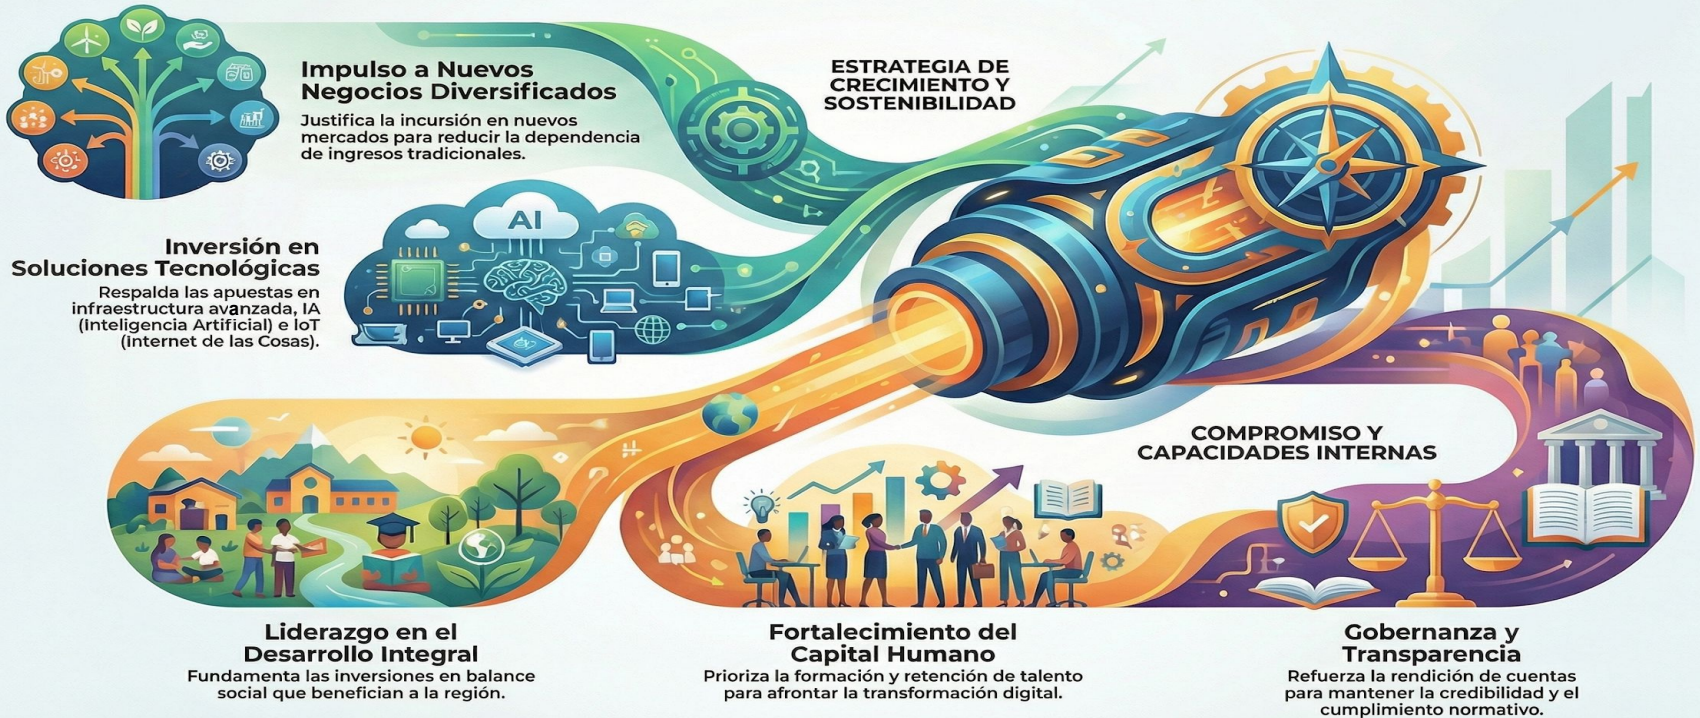 Impulso a Nuevos
Negocios Diversificados
Justifica la incursión en nuevos
mercados para reducir la dependencia
de ingresos tradicionales.
ESTRATEGIA DE
CRECIMIENTO Y
SOSTENIBILIDAD
AI
Inversión en
Soluciones Tecnológicas
Respalda las apuestas en
infraestructura avanzada, IA
(Inteligencia Artificial) e IoT
(internet de las Cosas).
COMPROMISO Y
CAPACIDADES INTERNAS
Liderazgo en el
Desarrollo Integral
Fundamenta las inversiones en balance
social que benefician a la región.
Fortalecimiento del
Capital Humano
Prioriza la formación y retención de talento
para afrontar la transformación digital.
Gobernanza y
Transparencia
Refuerza la rendición de cuentas
para mantener la credibilidad y el
cumplimiento normativo.